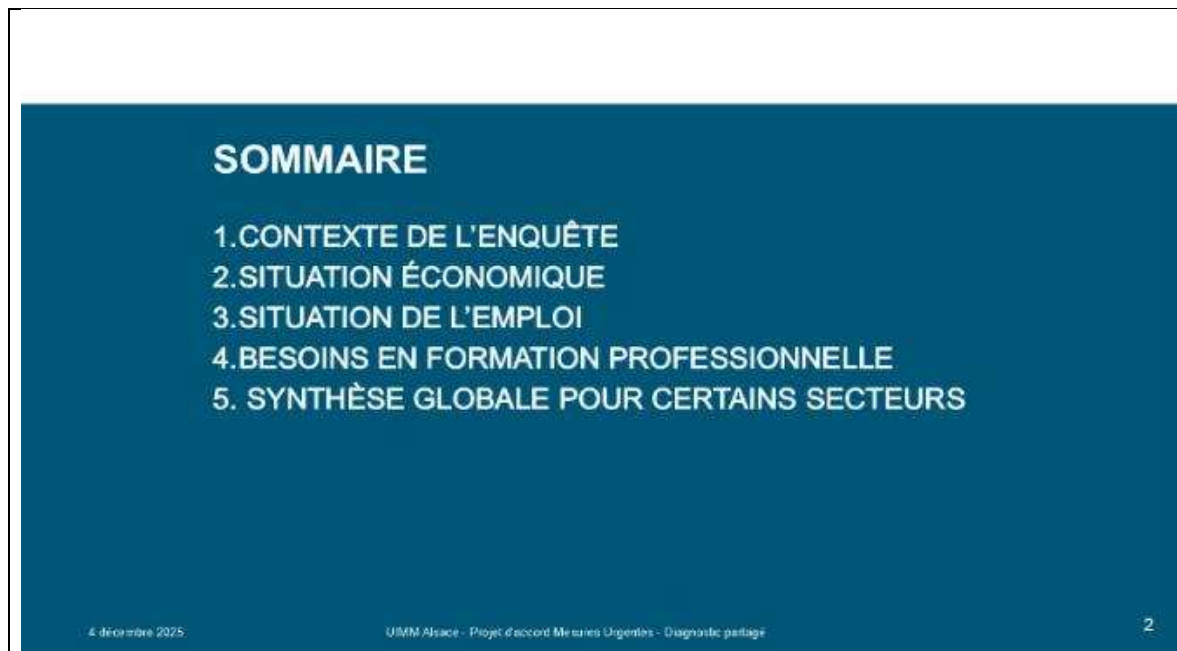 SOMMAIRE
1.CONTEXTE DE L'ENQUÊTE
2.SITUATION ÉCONOMIQUE
3.SITUATION DE L'EMPLOI
4.BESOINS EN FORMATION PROFESSIONNELLE
5. SYNTHÈSE GLOBALE POUR CERTAINS SECTEURS
4 décembre 2025
UIMM Alsace - Projet d'accord Mesures Urgentes - Diagnostic partagé
2